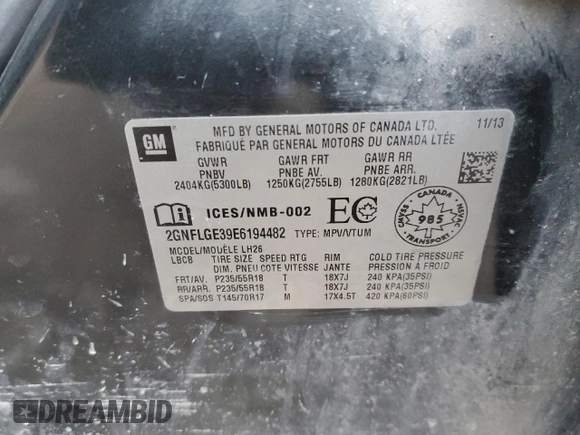 GM
MFD BY GENERAL MOTORS OF CANADA LTD. 11/13
FABRIQUÉ PAR GENERAL MOTORS DU CANADA LTÉE
GVWR GAWR FRT GAWR RR
PNBV PNBE AV. PNBE ARR.
2404KG(5300LB) 1250KG(2755LB) 1280KG(2821LB)
ICES/NMB-002 EC
CANADA
CMVSS 985 NSVAC
TRANSPORT
2GNFLGE39E6194482 TYPE: MPV/VTUM
MODEL/MODÈLE LH26
LBCB TIRE SIZE SPEED RTG RIM COLD TIRE PRESSURE
DIM. PNEU COTE VITESSE JANTE PRESSION A FROID
FRT/AV. P235/55R18 T 18X7J 240 KPA(35PSI)
RR/ARR. P235/55R18 T 18X7J 240 KPA(35PSI)
SPA/SOS T145/70R17 M 17X4.5T 420 KPA(60PSI)
DREAMBID